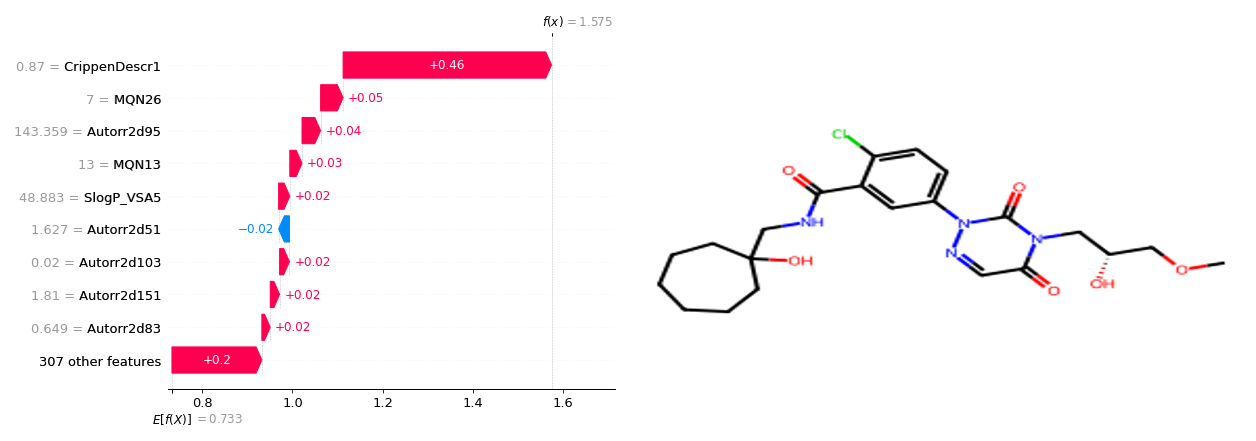 f(x) = 1.575
0.87 = CrippenDescr1
+0.46
7 = MQN26
+0.05
143.359 = Autorr2d95
+0.04
13 = MQN13
+0.03
48.883 = SlogP_VSA5
+0.02
1.627 = Autorr2d51
−0.02
0.02 = Autorr2d103
+0.02
1.81 = Autorr2d151
+0.02
0.649 = Autorr2d83
+0.02
307 other features
+0.2
0.8 1.0 1.2 1.4 1.6
E[f(X)] = 0.733
Cl
O
NH
OH
N
O
N
N
O
OH
O